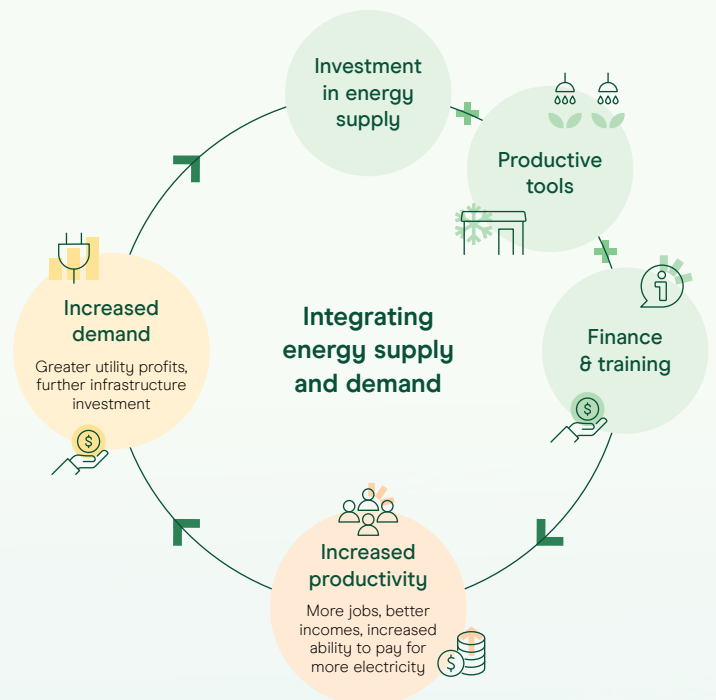 Investment
in energy
supply
Productive
tools
Finance
& training
Increased
productivity
More jobs, better
incomes, increased
ability to pay for
more electricity
Increased
demand
Greater utility profits,
further infrastructure
investment
Integrating
energy supply
and demand
$
$
$
i